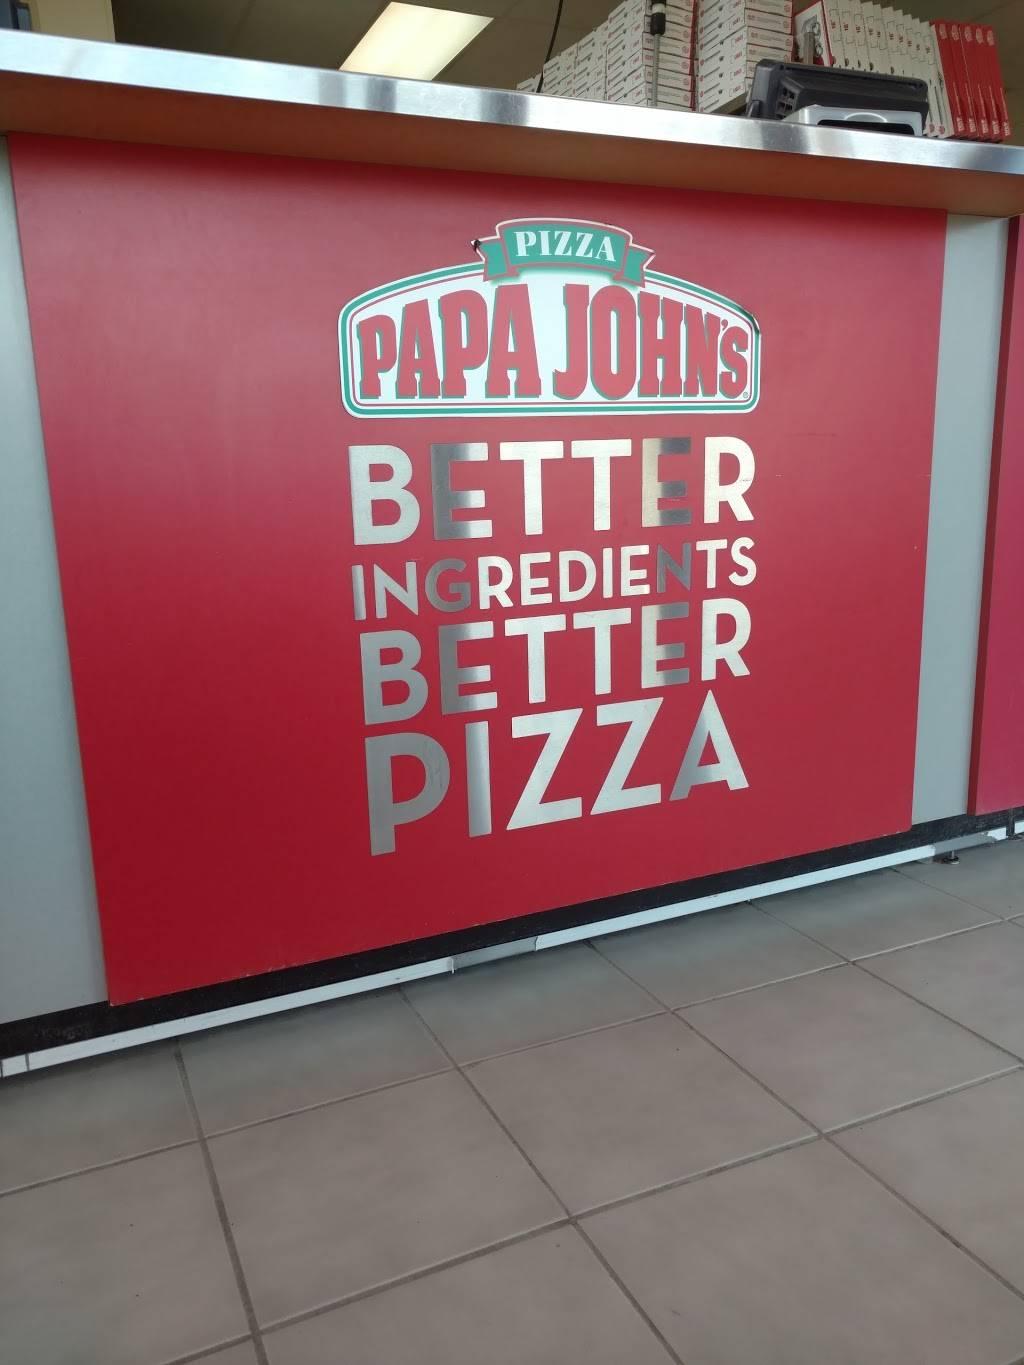 PIZZA
PAPA JOHN'S
BETTER
INGREDIENTS
BETTER
PIZZA